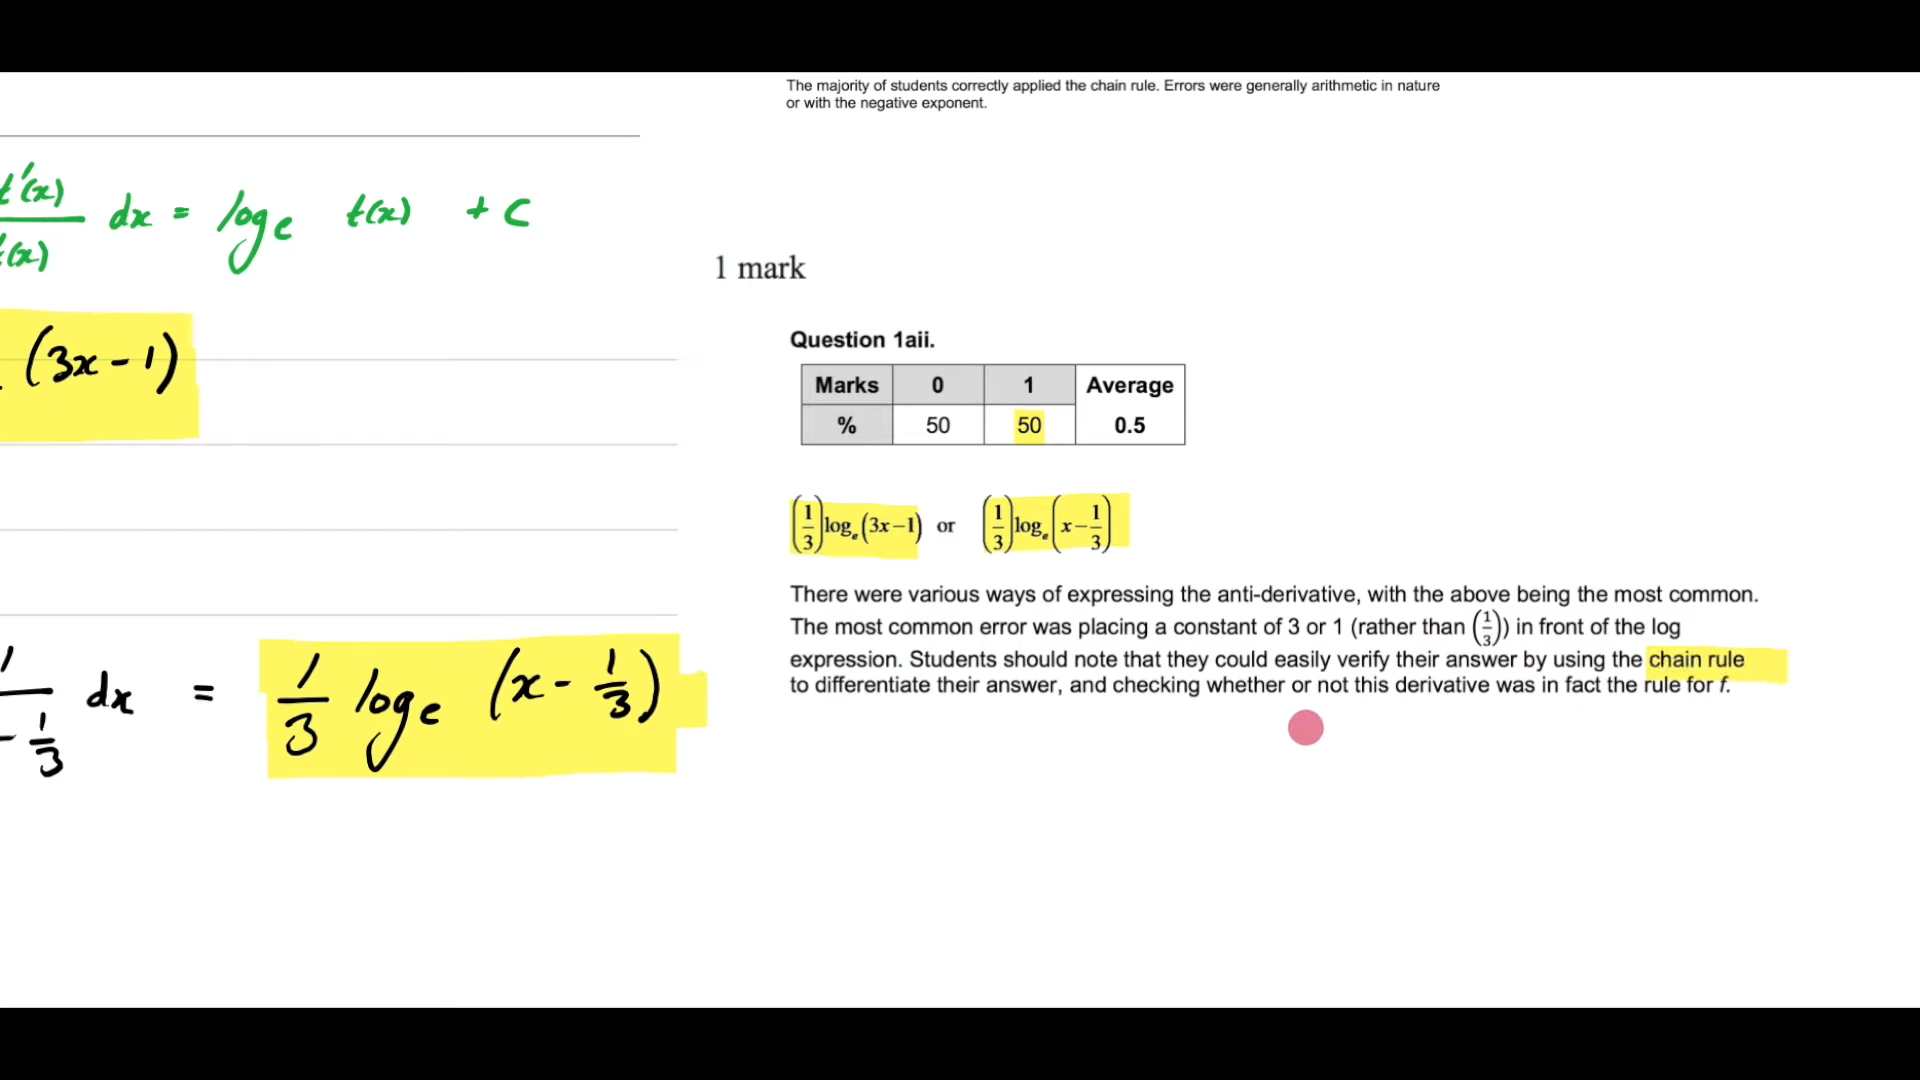 The majority of students correctly applied the chain rule. Errors were generally arithmetic in nature
or with the negative exponent.
t'(x)
t(x)
dx = logₑ t(x) + c
1 mark
(3x - 1)
Question 1aii.
Marks 0 1 Average
% 50 50 0.5
(1/3)logₑ(3x−1) or (1/3)logₑ(x−1/3)
There were various ways of expressing the anti-derivative, with the above being the most common.
The most common error was placing a constant of 3 or 1 (rather than (1/3)) in front of the log
expression. Students should note that they could easily verify their answer by using the chain rule
to differentiate their answer, and checking whether or not this derivative was in fact the rule for f.
1
- 1/3
dx = 1/3 logₑ (x - 1/3)